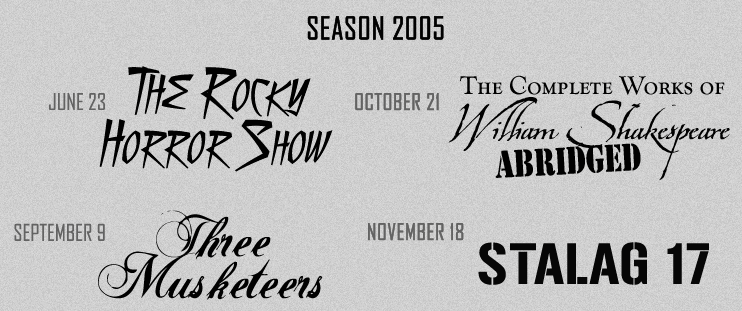 SEASON 2005
JUNE 23
THE ROCKY
HORROR SHOW
SEPTEMBER 9
Three
Musketeers
OCTOBER 21
THE COMPLETE WORKS OF
William Shakespeare
ABRIDGED
NOVEMBER 18
STALAG 17